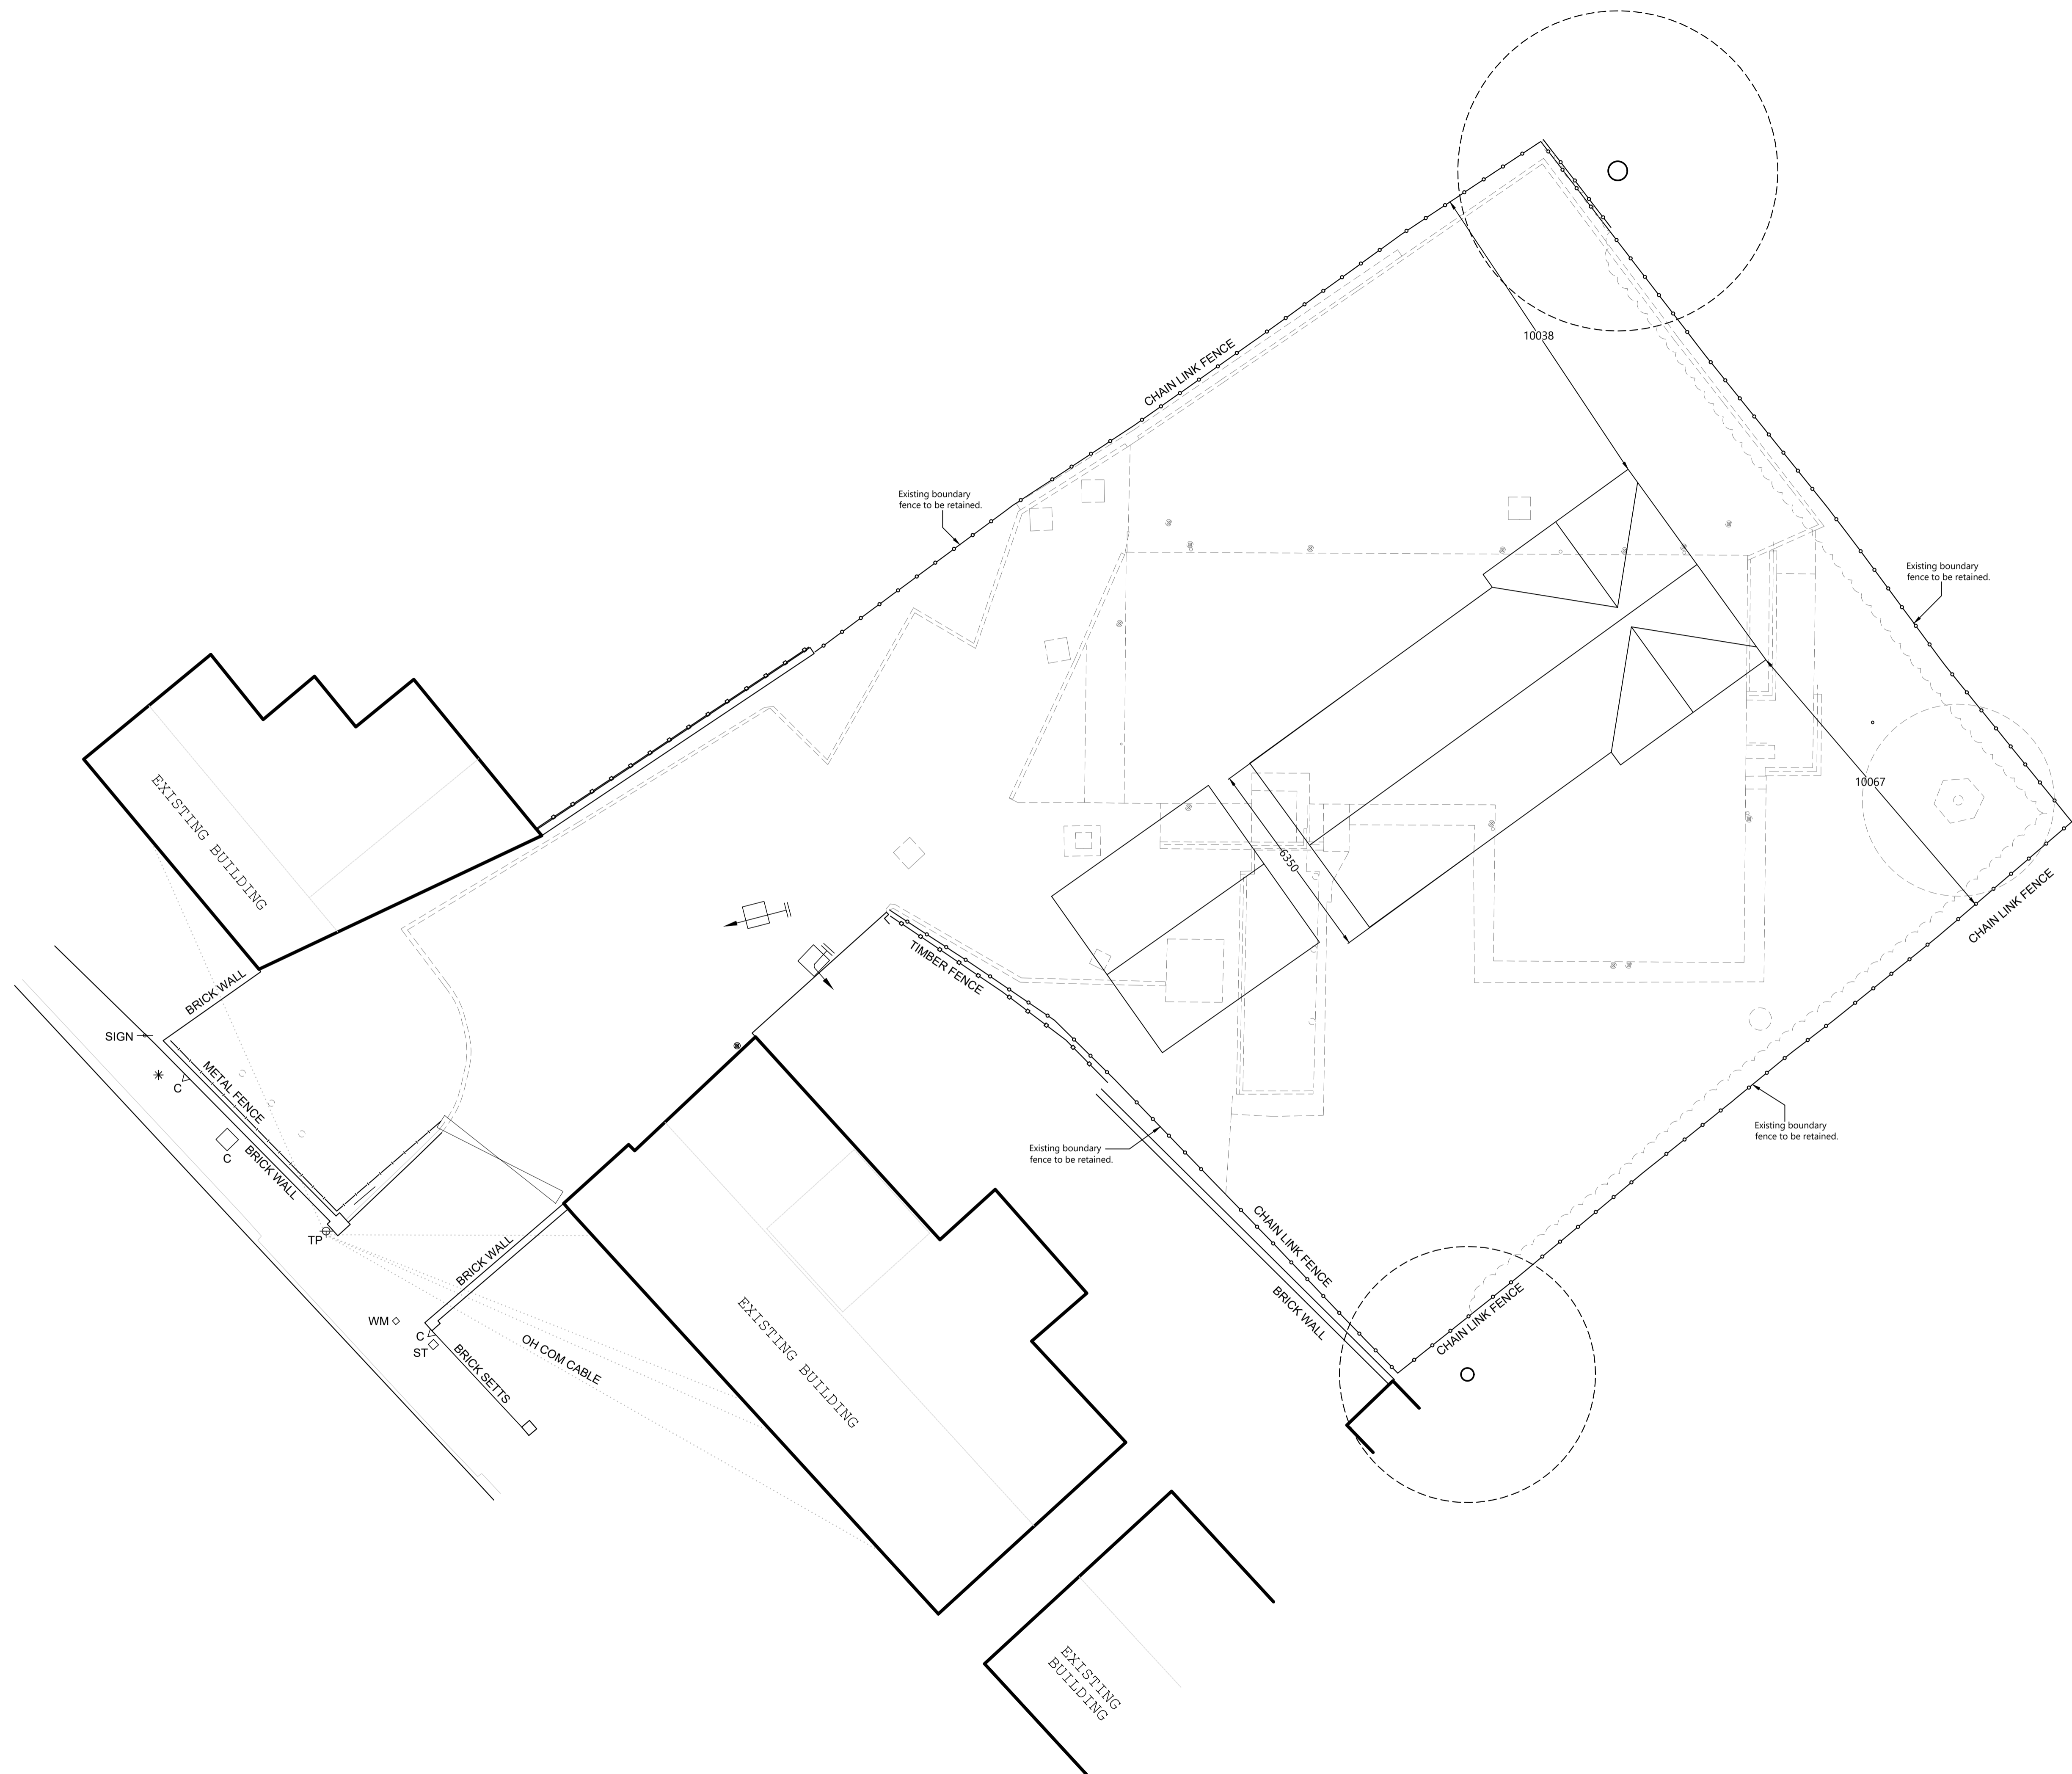 10038
CHAIN LINK FENCE
Existing boundary
fence to be retained.
Existing boundary
fence to be retained.
10067
EXISTING BUILDING
6350
CHAIN LINK FENCE
TIMBER FENCE
BRICK WALL
SIGN
C
METAL FENCE
C
BRICK WALL
TP
Existing boundary
fence to be retained.
Existing boundary
fence to be retained.
CHAIN LINK FENCE
BRICK WALL
BRICK WALL
CHAIN LINK FENCE
WM
C
ST
BRICK SETTS
OH COM CABLE
EXISTING BUILDING
EXISTING
BUILDING